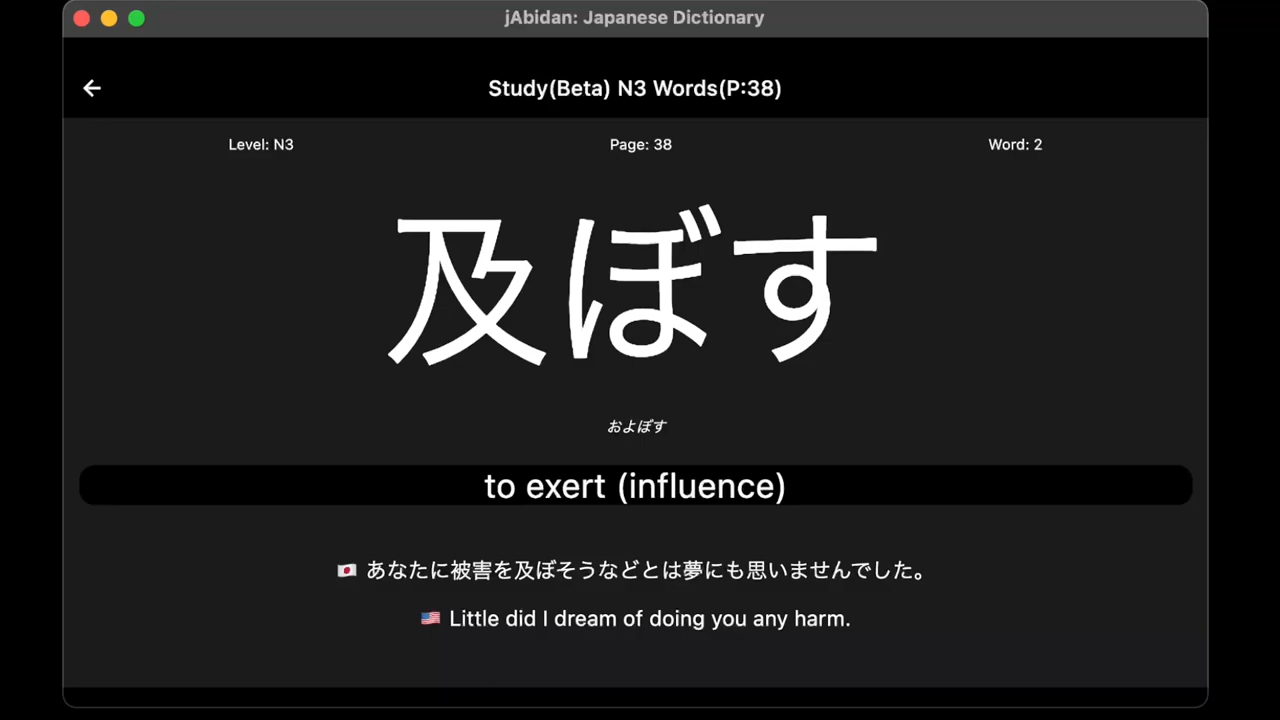 jAbidan: Japanese Dictionary
Study(Beta) N3 Words(P:38)
Level: N3
Page: 38
Word: 2
及ぼす
およぼす
to exert (influence)
🇯🇵 あなたに被害を及ぼそうなどとは夢にも思いませんでした。
🇺🇸 Little did I dream of doing you any harm.